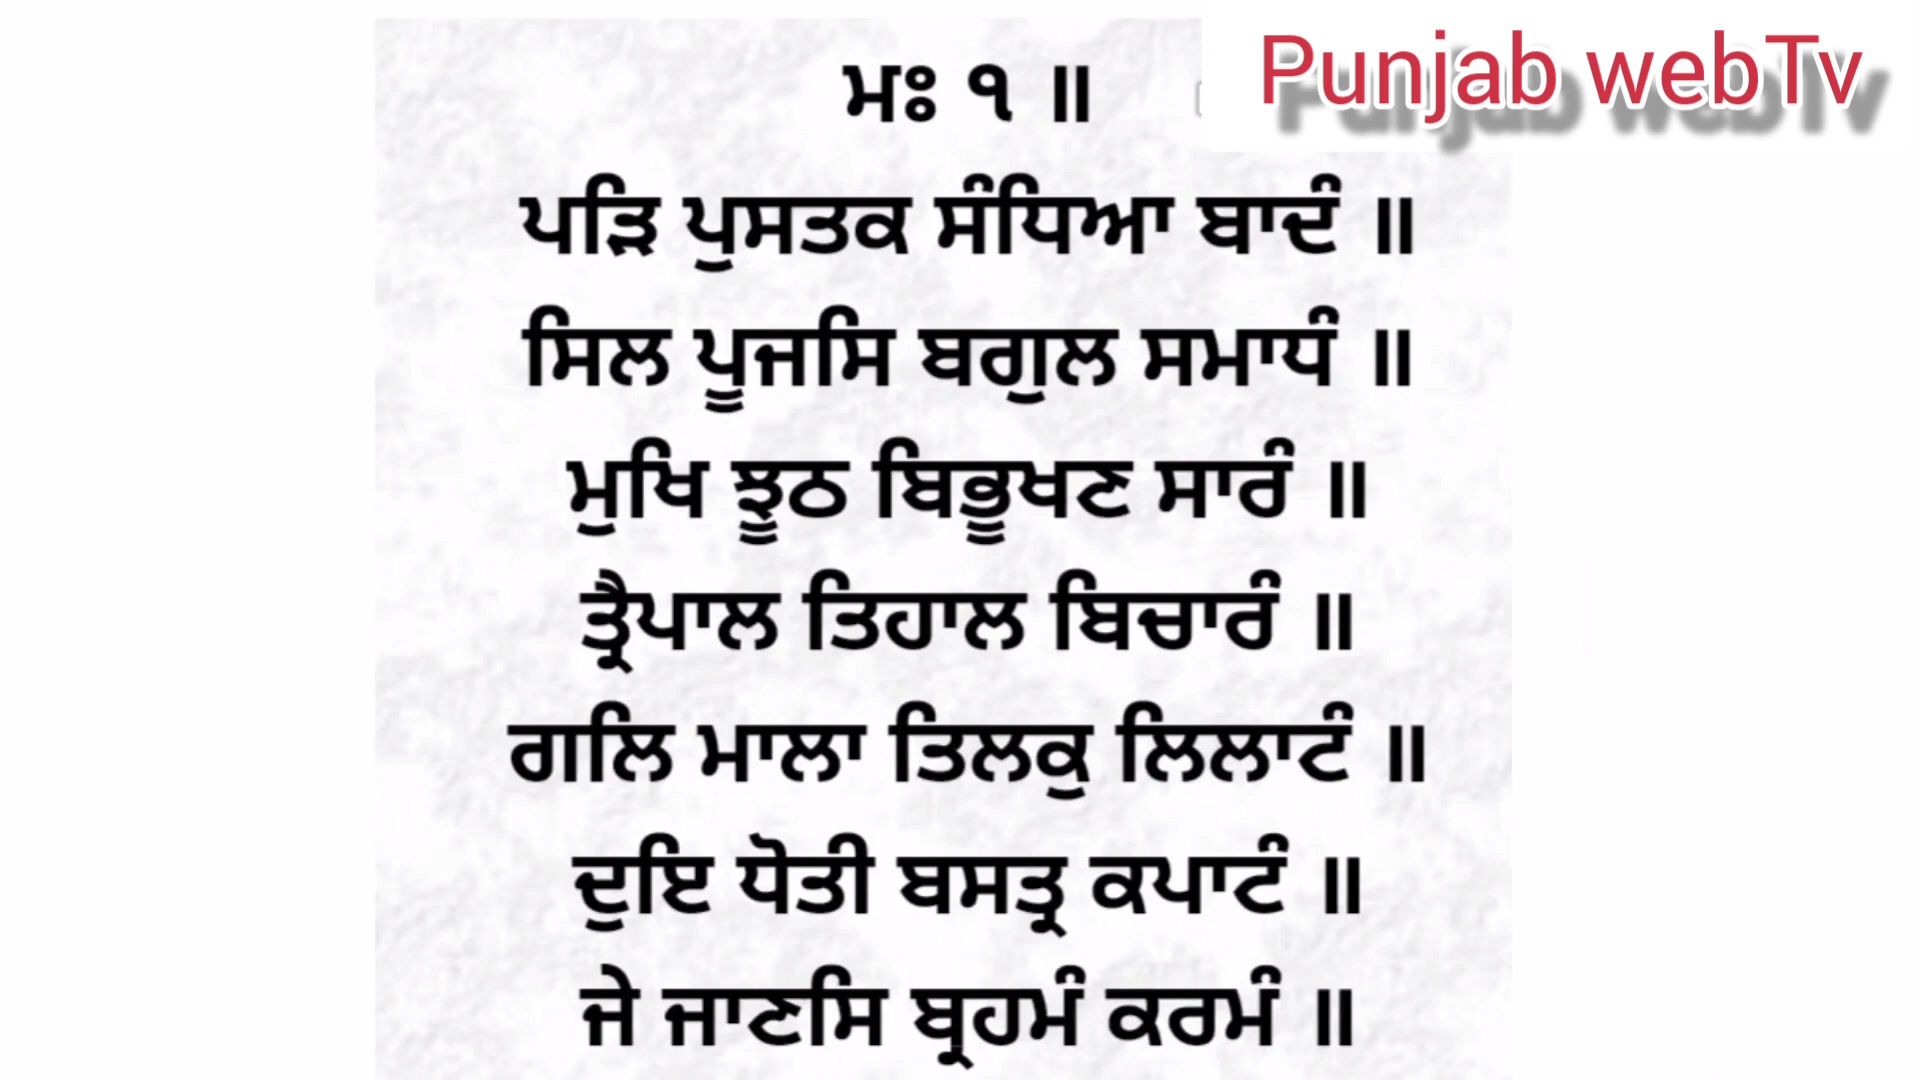 Punjab webTv
ਮਃ ੧ ॥
ਪੜਿ ਪੁਸਤਕ ਸੰਧਿਆ ਬਾਦੰ ॥
ਸਿਲ ਪੂਜਸਿ ਬਗੁਲ ਸਮਾਧੰ ॥
ਮੁਖਿ ਝੂਠ ਬਿਭੂਖਣ ਸਾਰੰ ॥
ਤ੍ਰੈਪਾਲ ਤਿਹਾਲ ਬਿਚਾਰੰ ॥
ਗਲਿ ਮਾਲਾ ਤਿਲਕੁ ਲਿਲਾਟੰ ॥
ਦੁਇ ਧੋਤੀ ਬਸਤ੍ਰ ਕਪਾਟੰ ॥
ਜੇ ਜਾਣਸਿ ਬ੍ਰਹਮੰ ਕਰਮੰ ॥